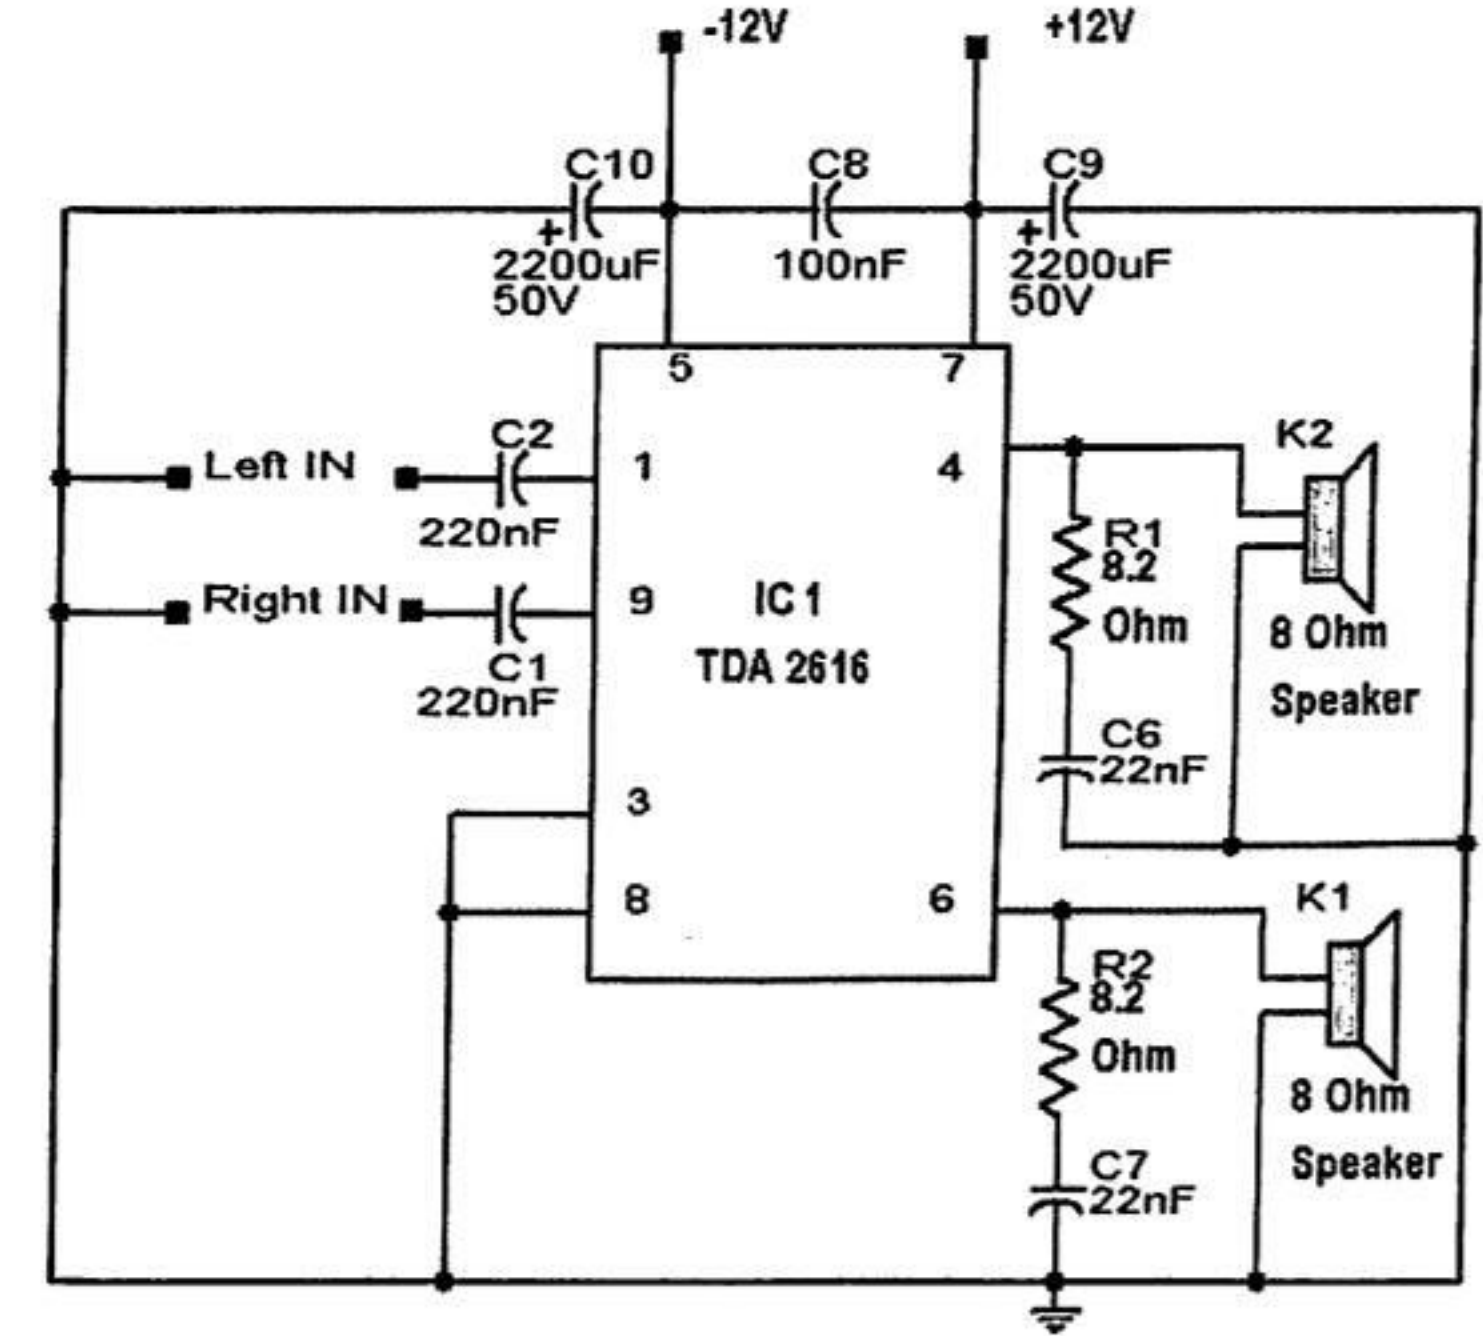 -12V
+12V
C10
C8
C9
+
2200uF
50V
100nF
+
2200uF
50V
5
7
Left IN
C2
220nF
1
4
K2
R1
8.2
Ohm
8 Ohm
Speaker
Right IN
C1
220nF
9
IC1
TDA 2616
C6
22nF
3
8
6
K1
R2
8.2
Ohm
8 Ohm
Speaker
C7
22nF